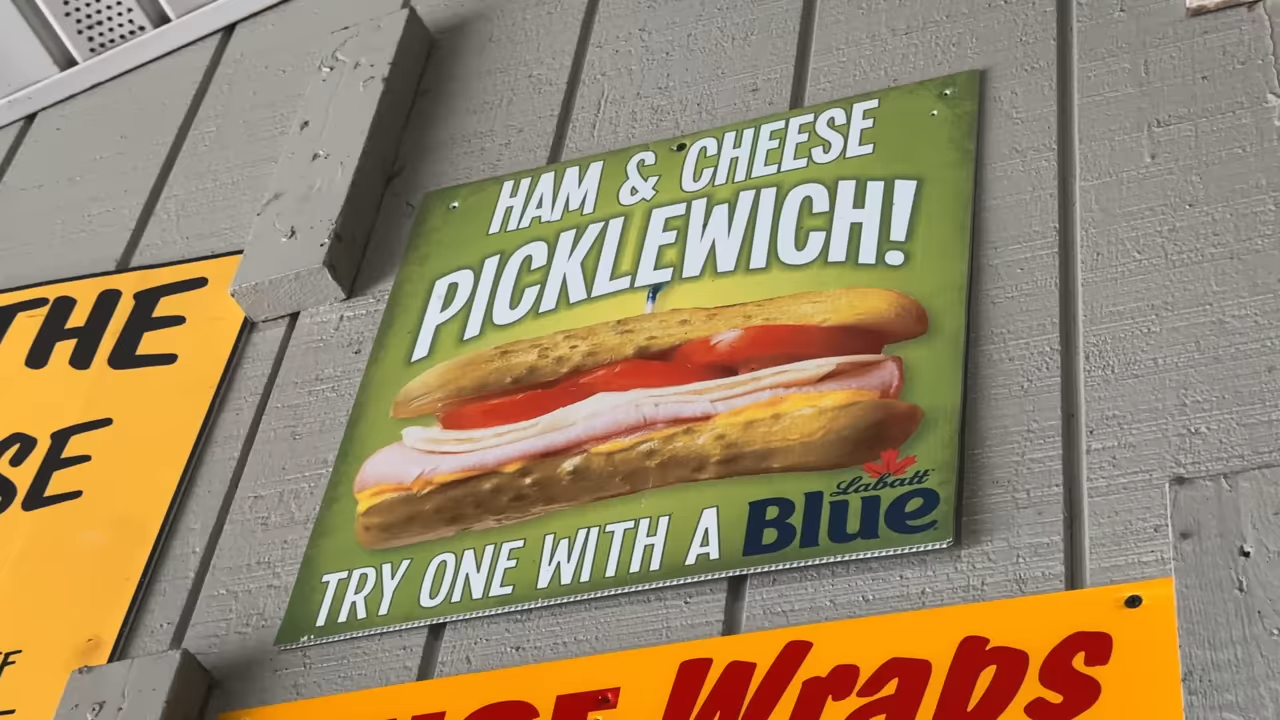 HAM & CHEESE
PICKLEWICH!
TRY ONE WITH A Labatt Blue
THE
SE
Wraps